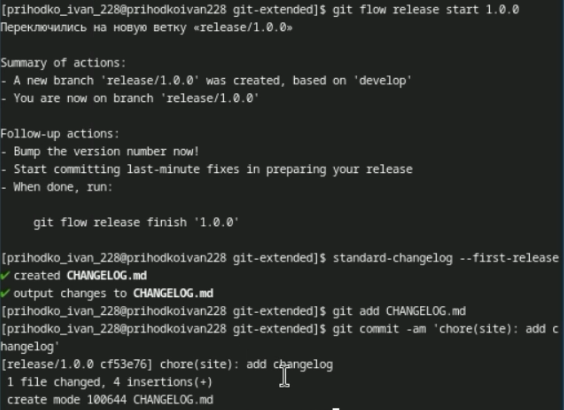 [prihodko_ivan_228@prihodkoivan228 git-extended]$ git flow release start 1.0.0
Переключились на новую ветку «release/1.0.0»
Summary of actions:
- A new branch 'release/1.0.0' was created, based on 'develop'
- You are now on branch 'release/1.0.0'
Follow-up actions:
- Bump the version number now!
- Start committing last-minute fixes in preparing your release
- When done, run:
git flow release finish '1.0.0'
[prihodko_ivan_228@prihodkoivan228 git-extended]$ standard-changelog --first-release
✔ created CHANGELOG.md
✔ output changes to CHANGELOG.md
[prihodko_ivan_228@prihodkoivan228 git-extended]$ git add CHANGELOG.md
[prihodko_ivan_228@prihodkoivan228 git-extended]$ git commit -am 'chore(site): add c
hangelog'
[release/1.0.0 cf53e76] chore(site): add changelog
1 file changed, 4 insertions(+)
create mode 100644 CHANGELOG.md